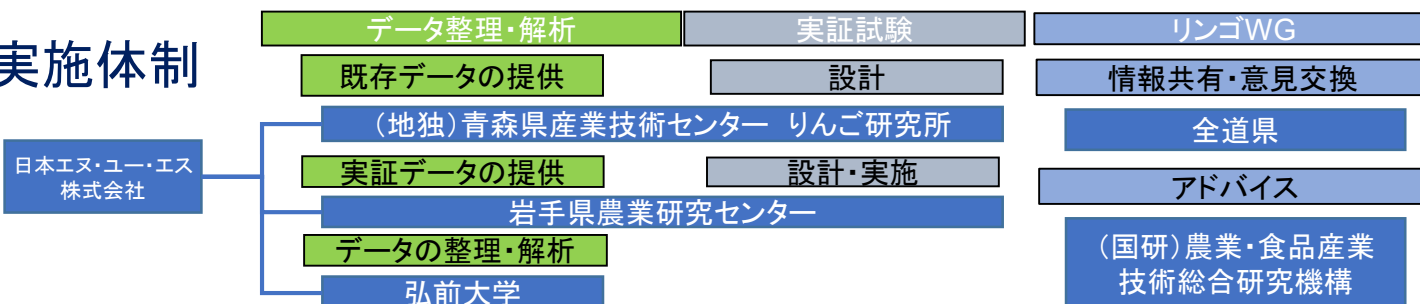 実施体制
データ整理・解析
実証試験
リンゴWG
既存データの提供
設計
情報共有・意見交換
（地独）青森県産業技術センター りんご研究所
全道県
日本エヌ・ユー・エス
株式会社
実証データの提供
設計・実施
アドバイス
岩手県農業研究センター
データの整理・解析
（国研）農業・食品産業
技術総合研究機構
弘前大学